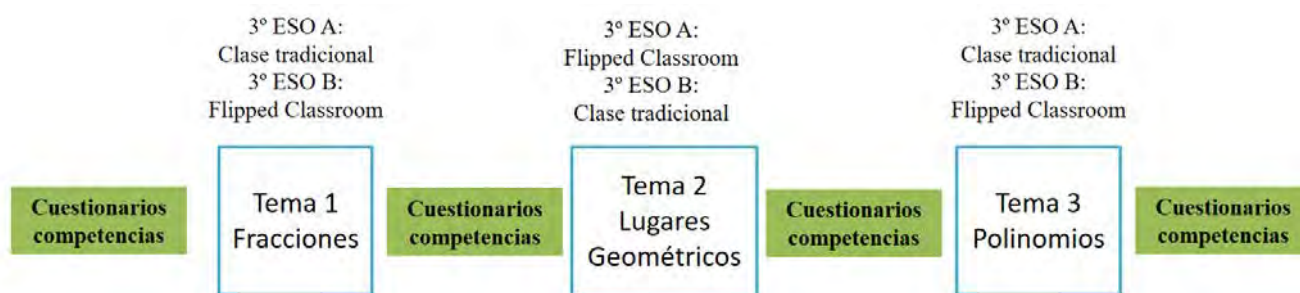 3º ESO A:
Clase tradicional
3º ESO B:
Flipped Classroom
3º ESO A:
Flipped Classroom
3º ESO B:
Clase tradicional
3º ESO A:
Clase tradicional
3º ESO B:
Flipped Classroom
Cuestionarios
competencias
Tema 1
Fracciones
Cuestionarios
competencias
Tema 2
Lugares
Geométricos
Cuestionarios
competencias
Tema 3
Polinomios
Cuestionarios
competencias